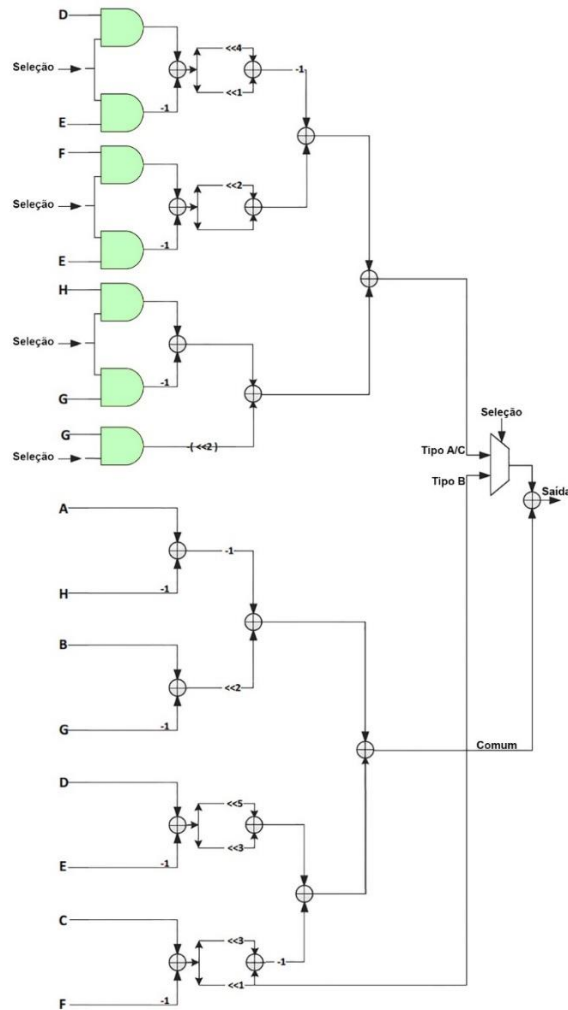 D
<<4
-1
Seleção
<<1
-1
E
F
<<2
Seleção
-1
E
H
Seleção
-1
G
Seleção
G
-( <<2 )
Tipo A/C
Seleção
Tipo B
Saída
A
-1
-1
H
B
<<2
-1
G
Comum
D
<<5
<<3
-1
E
C
<<3
-1
<<1
-1
F